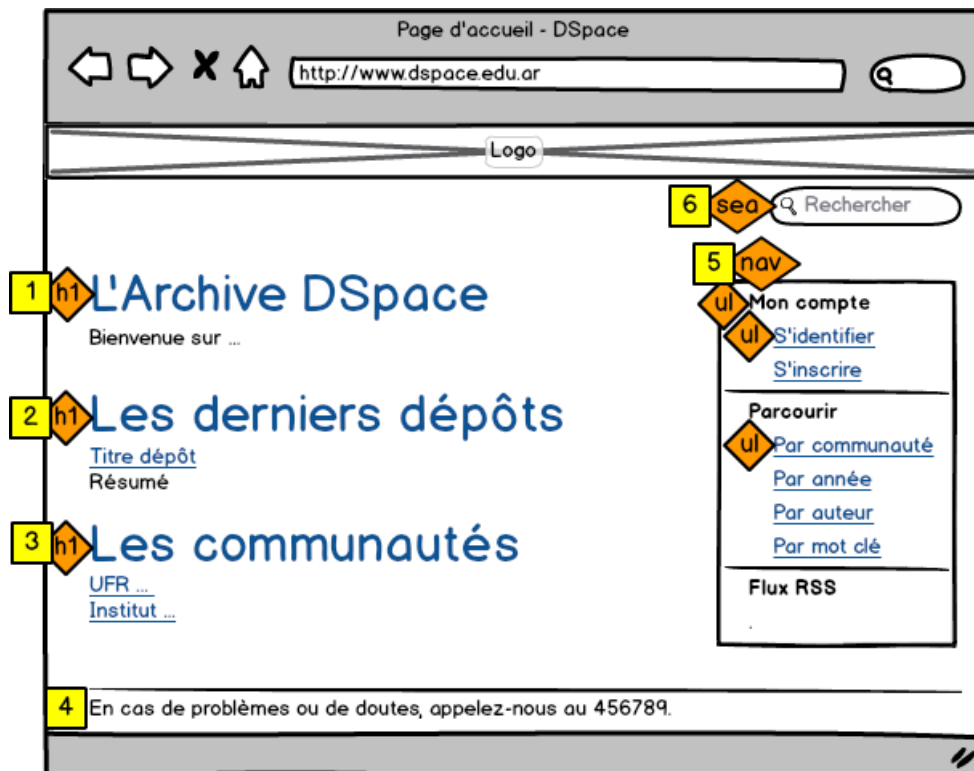 Page d'accueil - DSpace
http://www.dspace.edu.ar
Logo
6 sea Rechercher
5 nav
1 h1 L'Archive DSpace
Bienvenue sur ...
2 h1 Les derniers dépôts
Titre dépôt
Résumé
3 h1 Les communautés
UFR ...
Institut ...
ul Mon compte
ul S'identifier
S'inscrire
Parcourir
ul Par communauté
Par année
Par auteur
Par mot clé
Flux RSS
.
4 En cas de problèmes ou de doutes, appelez-nous au 456789.